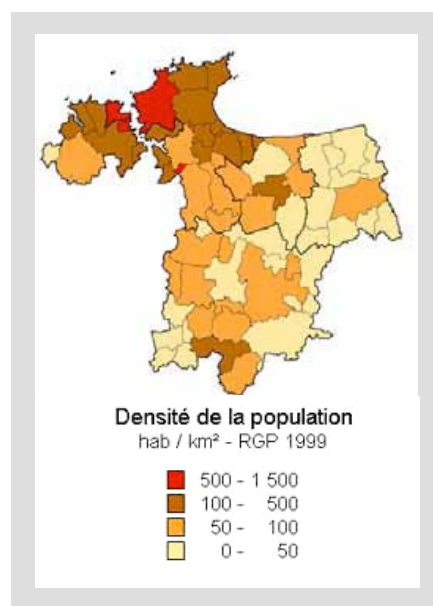 Densité de la population
hab / km² - RGP 1999
500 - 1 500
100 - 500
50 - 100
0 - 50